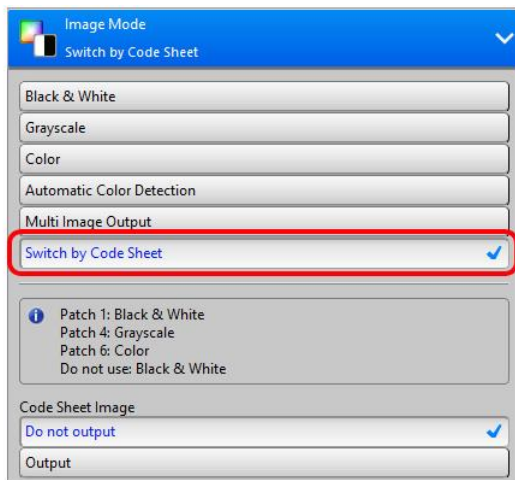 Image Mode
Switch by Code Sheet
Black & White
Grayscale
Color
Automatic Color Detection
Multi Image Output
Switch by Code Sheet
Patch 1: Black & White
Patch 4: Grayscale
Patch 6: Color
Do not use: Black & White
Code Sheet Image
Do not output
Output